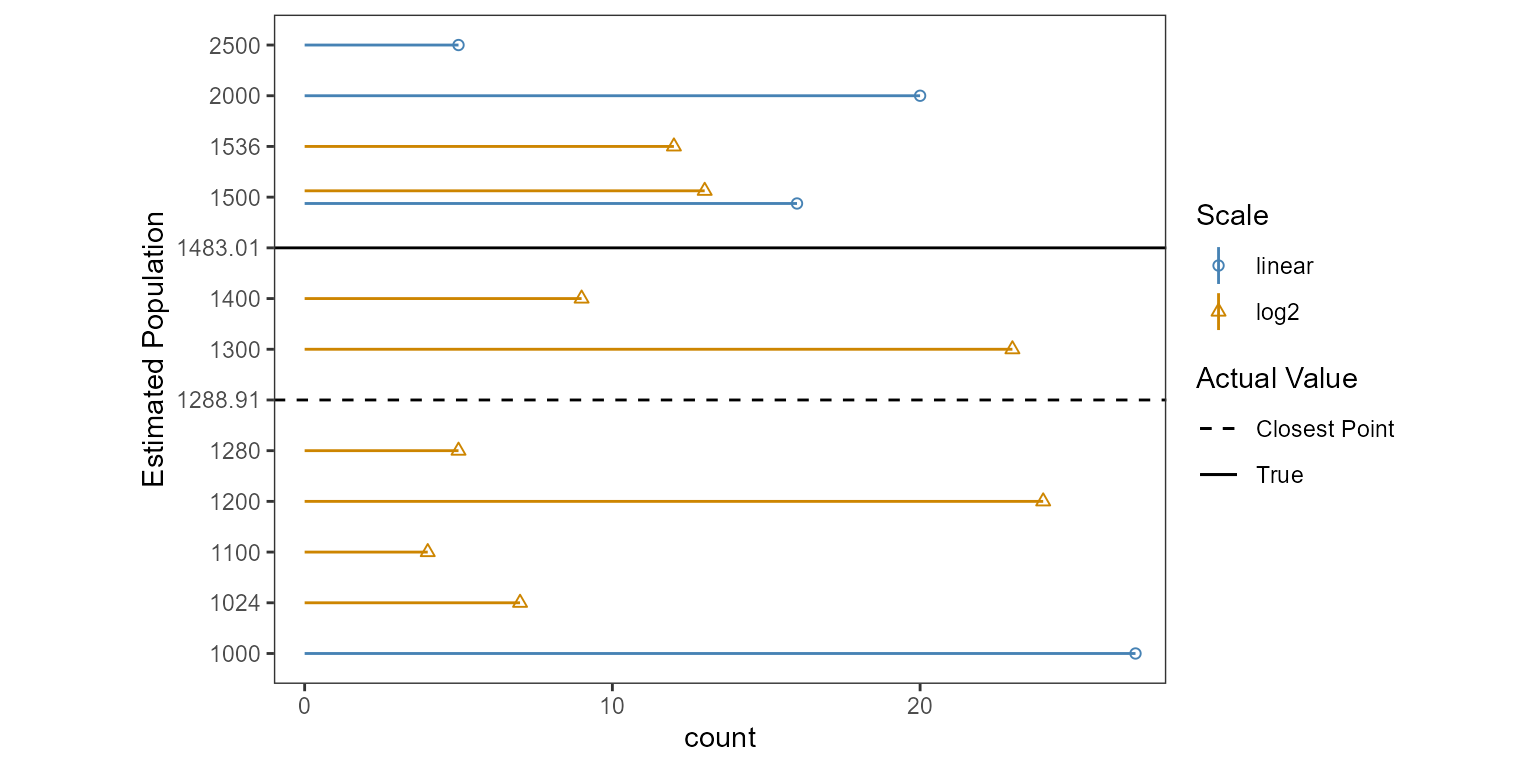 2500
2000
1536
1500
1483.01
1400
1300
1288.91
1280
1200
1100
1024
1000
Estimated Population
0 10 20
count
Scale
linear
log2
Actual Value
Closest Point
True